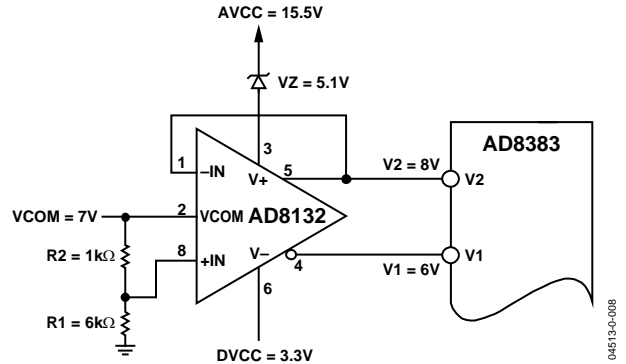 AVCC = 15.5V
VZ = 5.1V
AD8383
3
1
–IN
V+
5
V2 = 8V
V2
VCOM = 7V
2
VCOM
AD8132
R2 = 1kΩ
8
+IN
V–
4
V1 = 6V
V1
6
R1 = 6kΩ
DVCC = 3.3V
04513-0-008